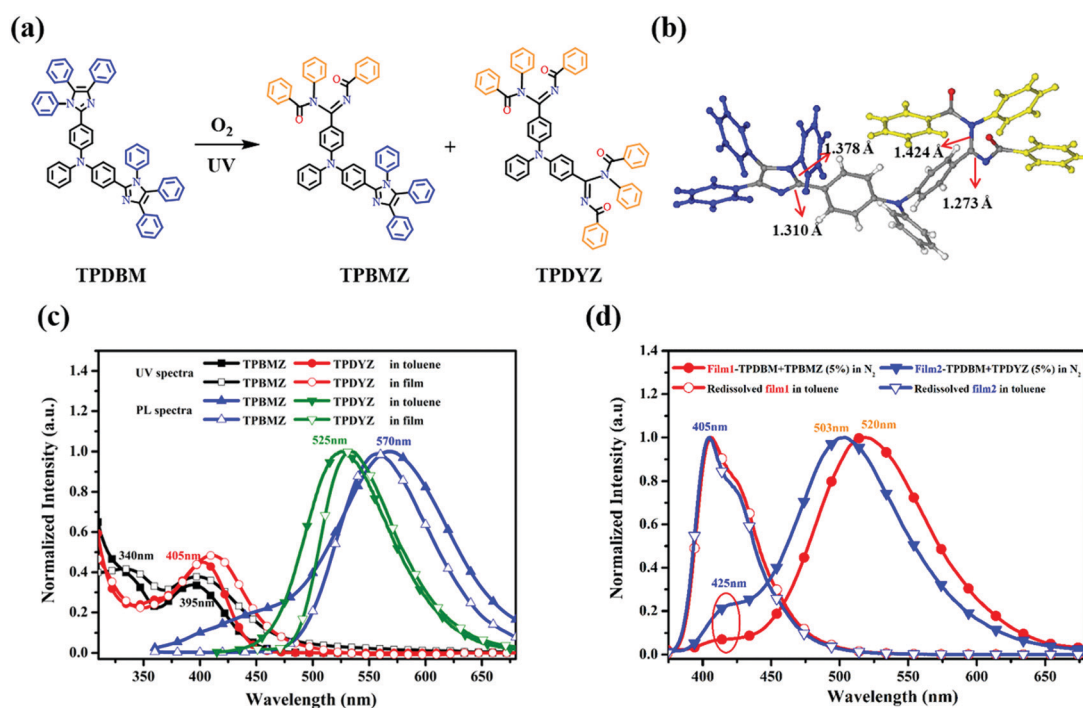 (a)
(b)
O₂
UV
+
N
N
N
N
N
N
O
N
O
N
N
N
N
O
N
O
N
N
N
O
N
O
TPDBM
TPBMZ
TPDYZ
1.378 Å
1.424 Å
1.310 Å
1.273 Å
(c)
UV spectra
PL spectra
TPBMZ TPDYZ in toluene
TPBMZ TPDYZ in film
TPBMZ TPDYZ in toluene
TPBMZ TPDYZ in film
525nm
570nm
340nm
405nm
395nm
Normalized Intensity (a.u.)
1.4
1.2
1.0
0.8
0.6
0.4
0.2
0.0
350 400 450 500 550 600 650
Wavelength (nm)
(d)
Film1-TPDBM+TPBMZ (5%) in N₂ Film2-TPDBM+TPDYZ (5%) in N₂
Redissolved film1 in toluene Redissolved film2 in toluene
405nm
503nm
520nm
425nm
Normalized Intensity (a.u)
1.4
1.2
1.0
0.8
0.6
0.4
0.2
0.0
400 450 500 550 600 650
Wavelength (nm)